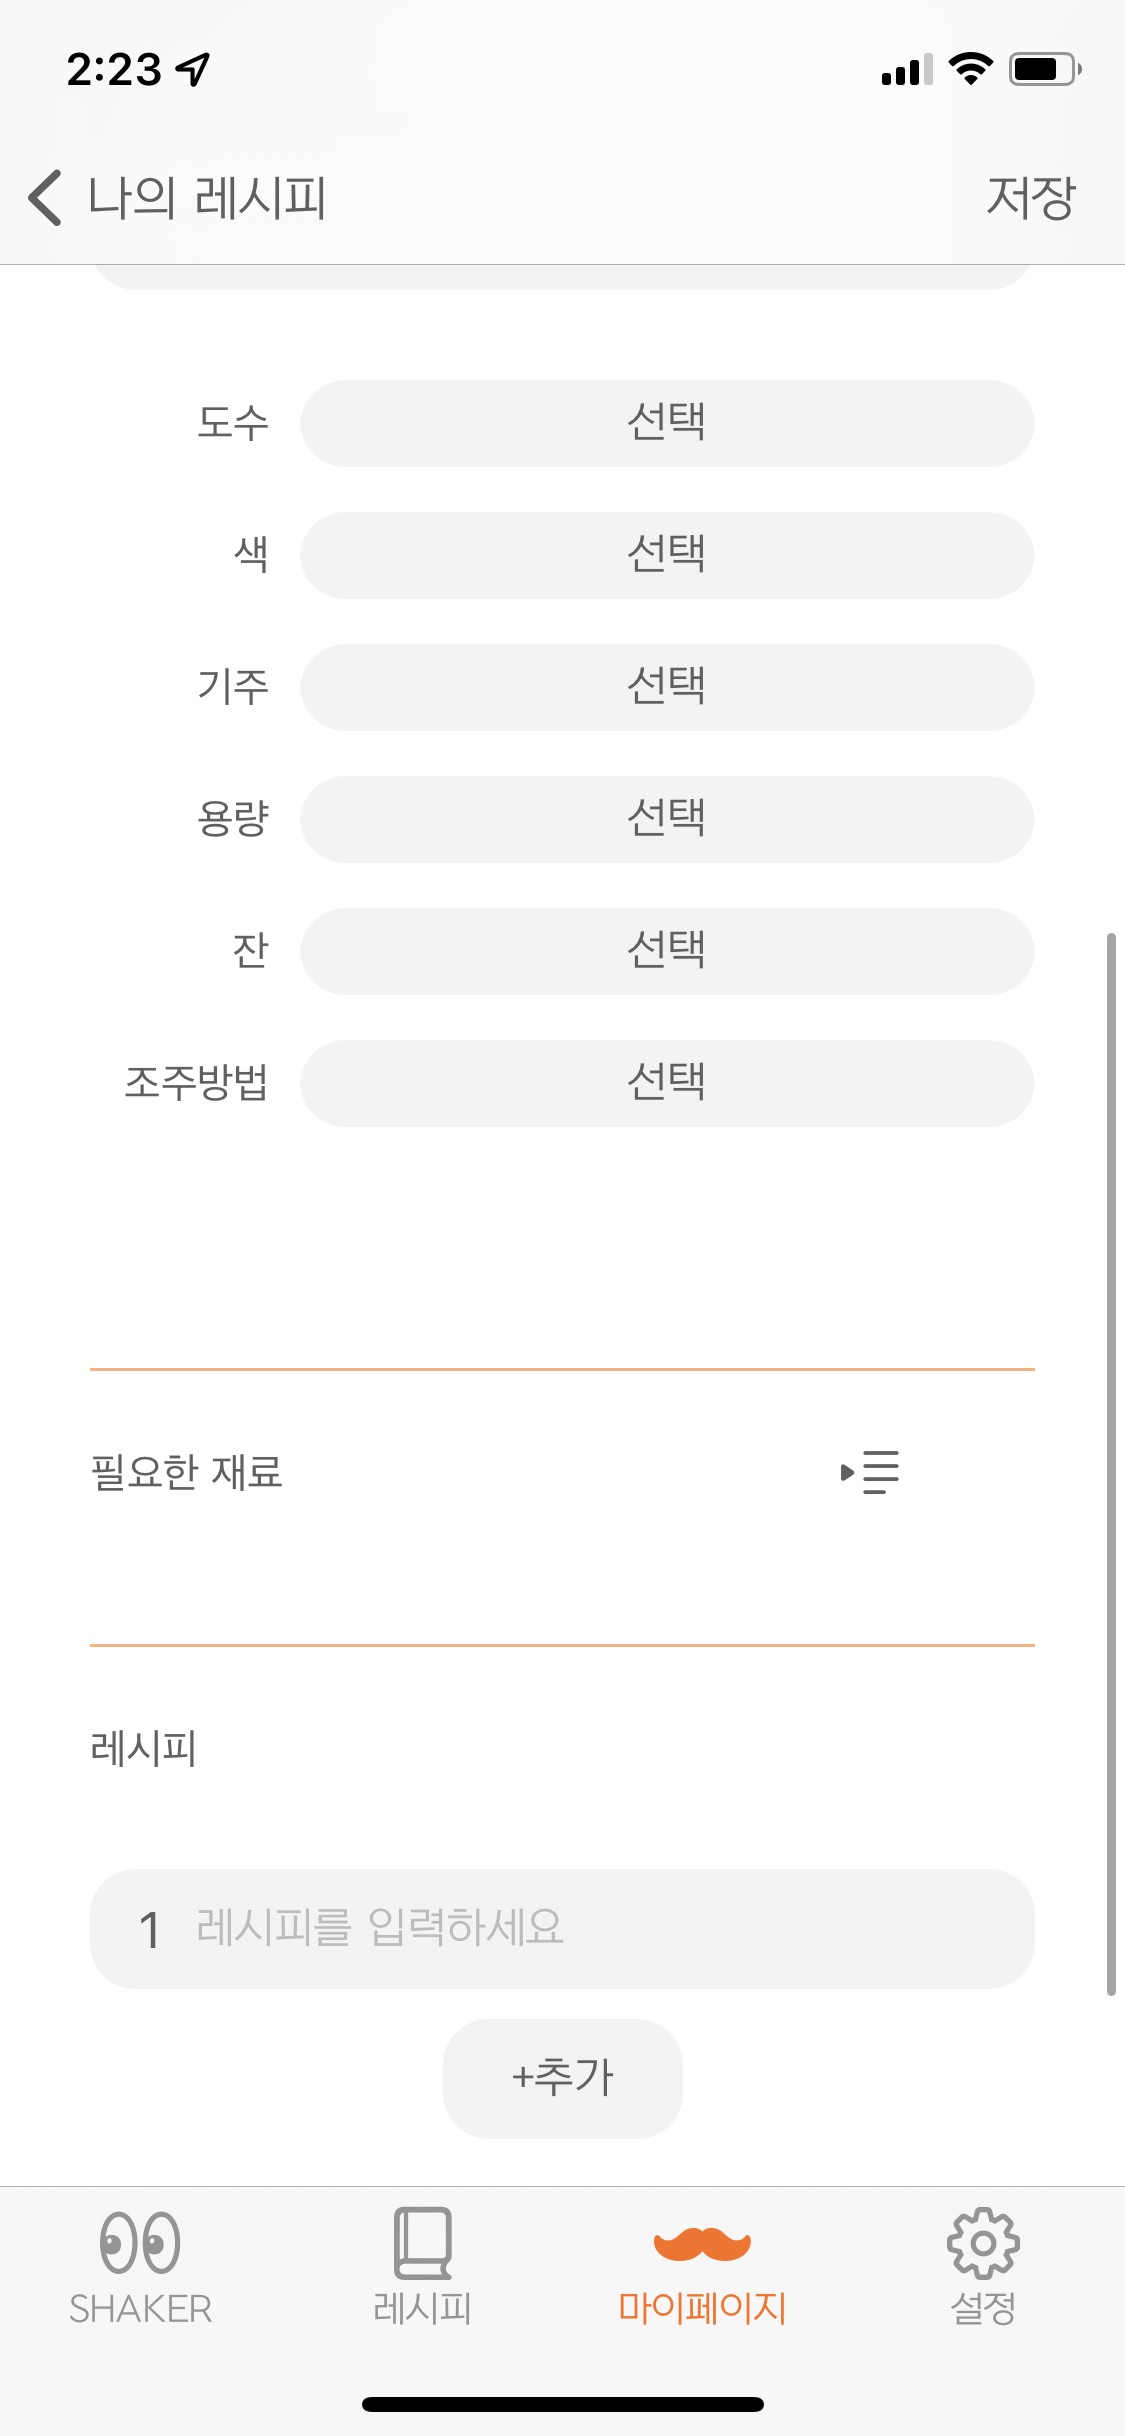 2:23
나의 레시피
저장
도수 선택
색 선택
기주 선택
용량 선택
잔 선택
조주방법 선택
필요한 재료
레시피
1 레시피를 입력하세요
+추가
SHAKER 레시피 마이페이지 설정